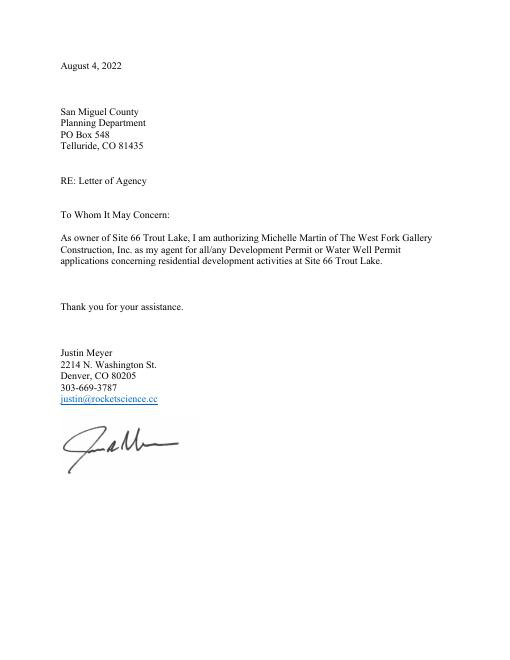 August 4, 2022
San Miguel County
Planning Department
PO Box 548
Telluride, CO 81435
RE: Letter of Agency
To Whom It May Concern:
As owner of Site 66 Trout Lake, I am authorizing Michelle Martin of The West Fork Gallery
Construction, Inc. as my agent for all/any Development Permit or Water Well Permit
applications concerning residential development activities at Site 66 Trout Lake.
Thank you for your assistance.
Justin Meyer
2214 N. Washington St.
Denver, CO 80205
303-669-3787
justin@rocketscience.cc